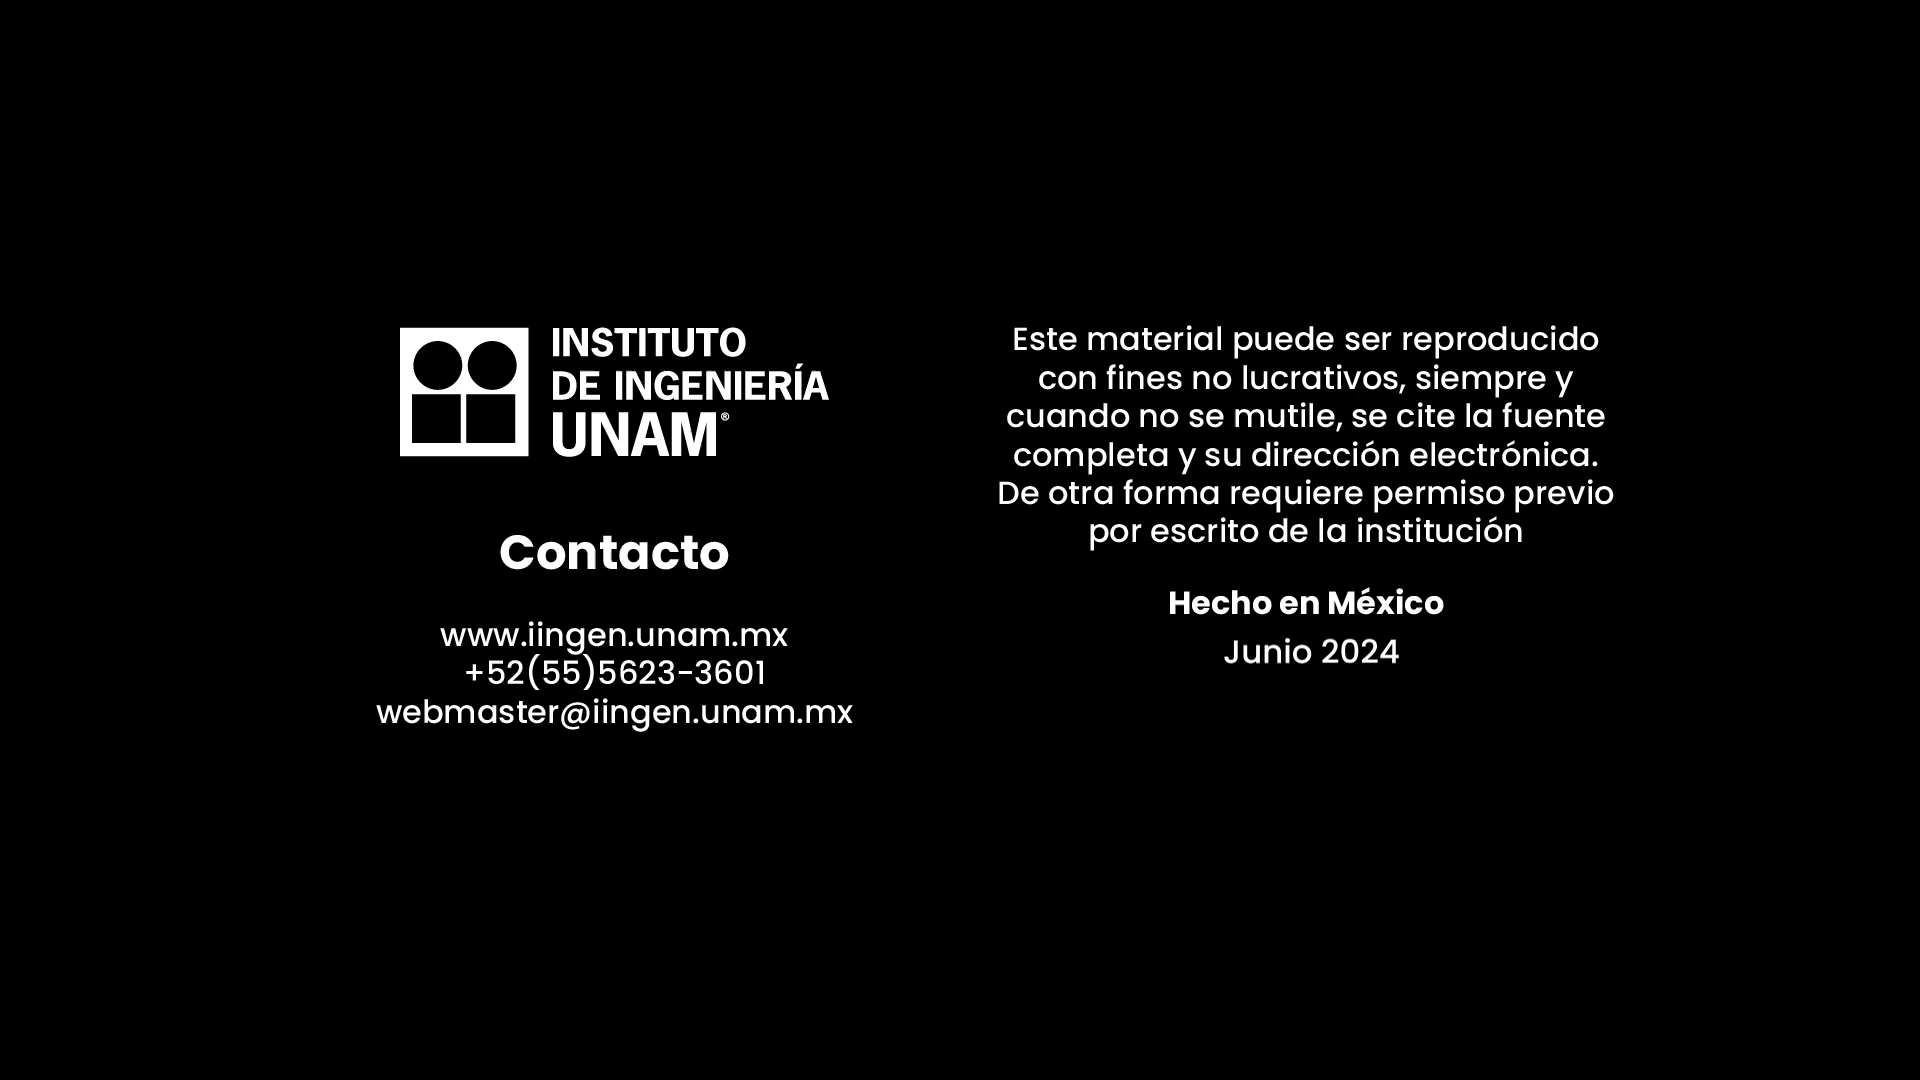 INSTITUTO
DE INGENIERÍA
UNAM®
Contacto
www.iingen.unam.mx
+52(55)5623-3601
webmaster@iingen.unam.mx
Este material puede ser reproducido
con fines no lucrativos, siempre y
cuando no se mutile, se cite la fuente
completa y su dirección electrónica.
De otra forma requiere permiso previo
por escrito de la institución
Hecho en México
Junio 2024